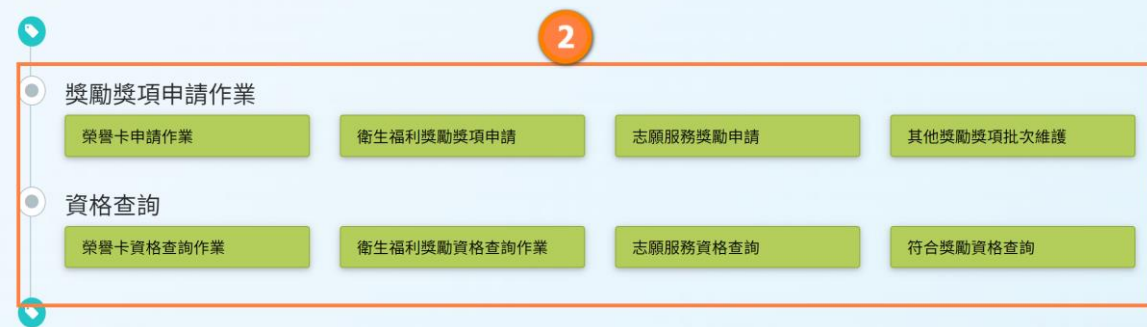 2
獎勵獎項申請作業
榮譽卡申請作業
衛生福利獎勵獎項申請
志願服務獎勵申請
其他獎勵獎項批次維護
資格查詢
榮譽卡資格查詢作業
衛生福利獎勵資格查詢作業
志願服務資格查詢
符合獎勵資格查詢